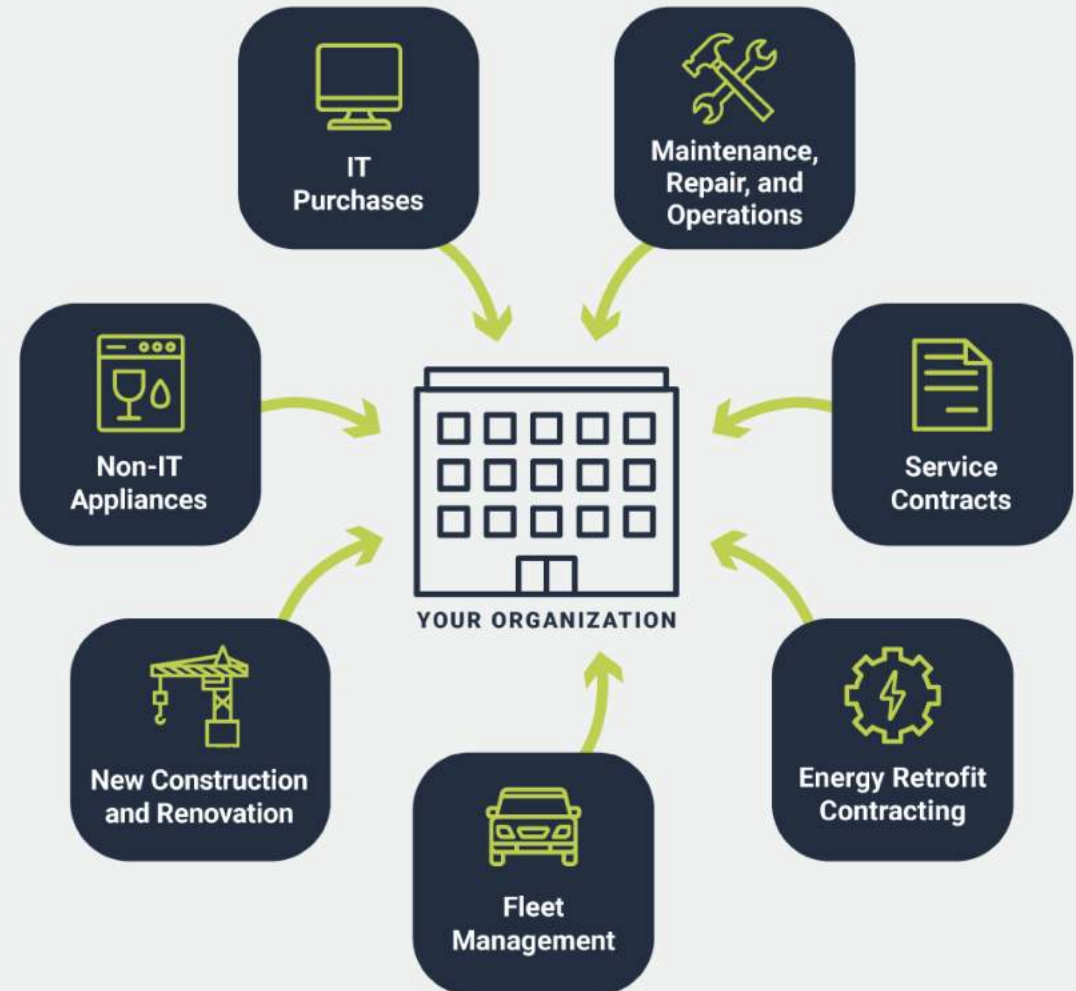 IT
Purchases
Maintenance,
Repair, and
Operations
Non-IT
Appliances
Service
Contracts
YOUR ORGANIZATION
New Construction
and Renovation
Energy Retrofit
Contracting
Fleet
Management